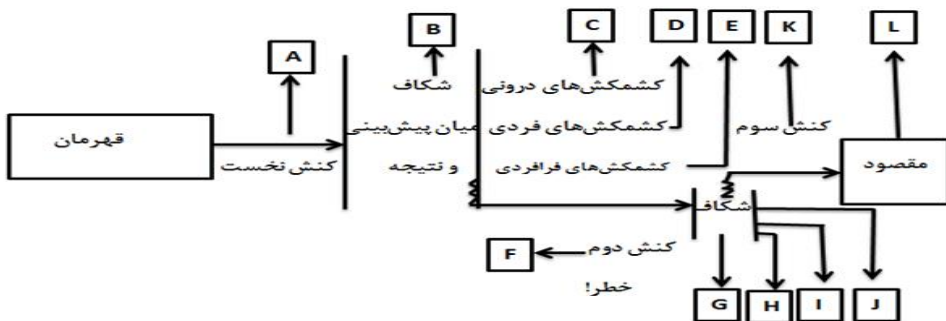 A
B
C
D
E
K
L
قهرمان
کنش نخست
شکاف
میان پیش‌بینی
و نتیجه
کشمکش‌های درونی
کشمکش‌های فردی
کشمکش‌های فرافردی
کنش سوم
مقصود
شکاف
کنش دوم
خطر!
F
G
H
I
J